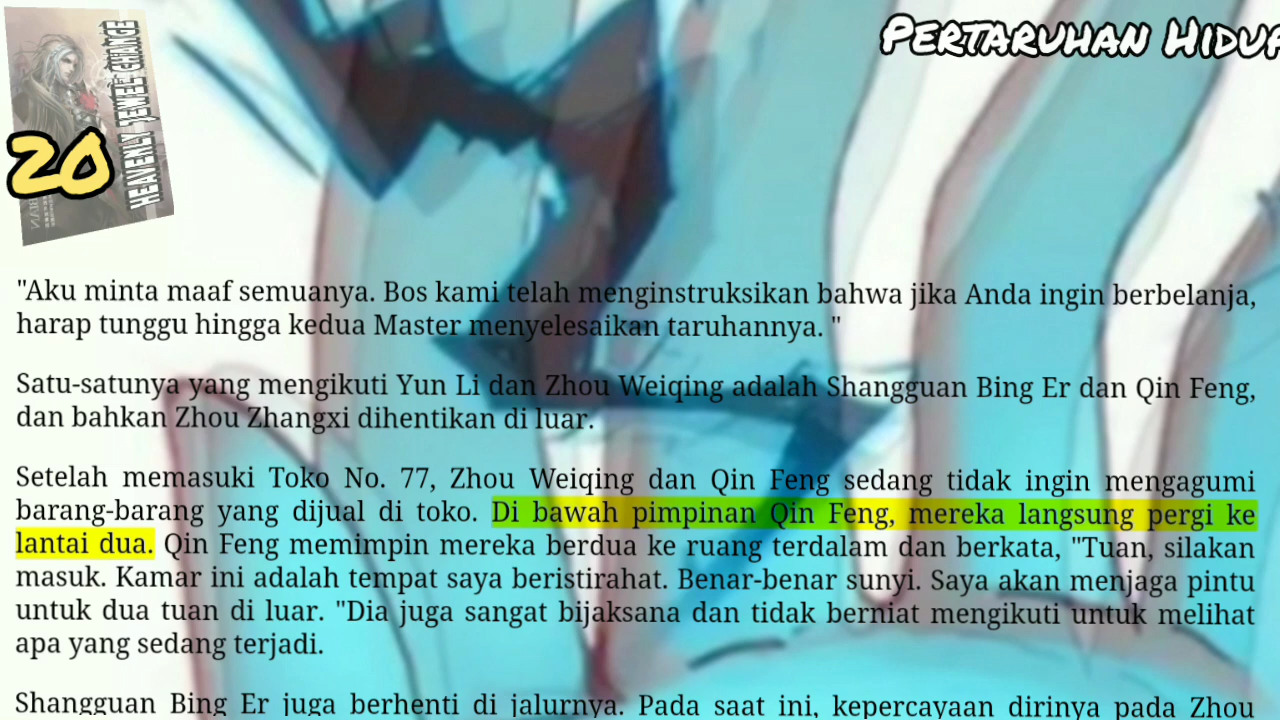 PERTARUHAN HIDUP
HEAVENLY JEWEL CHANGE
20
"Aku minta maaf semuanya. Bos kami telah menginstruksikan bahwa jika Anda ingin berbelanja,
harap tunggu hingga kedua Master menyelesaikan taruhannya. "
Satu-satunya yang mengikuti Yun Li dan Zhou Weiqing adalah Shangguan Bing Er dan Qin Feng,
dan bahkan Zhou Zhangxi dihentikan di luar.
Setelah memasuki Toko No. 77, Zhou Weiqing dan Qin Feng sedang tidak ingin mengagumi
barang-barang yang dijual di toko. Di bawah pimpinan Qin Feng, mereka langsung pergi ke
lantai dua. Qin Feng memimpin mereka berdua ke ruang terdalam dan berkata, "Tuan, silakan
masuk. Kamar ini adalah tempat saya beristirahat. Benar-benar sunyi. Saya akan menjaga pintu
untuk dua tuan di luar. "Dia juga sangat bijaksana dan tidak berniat mengikuti untuk melihat
apa yang sedang terjadi.
Shangguan Bing Er juga berhenti di jalurnya. Pada saat ini, kepercayaan dirinya pada Zhou